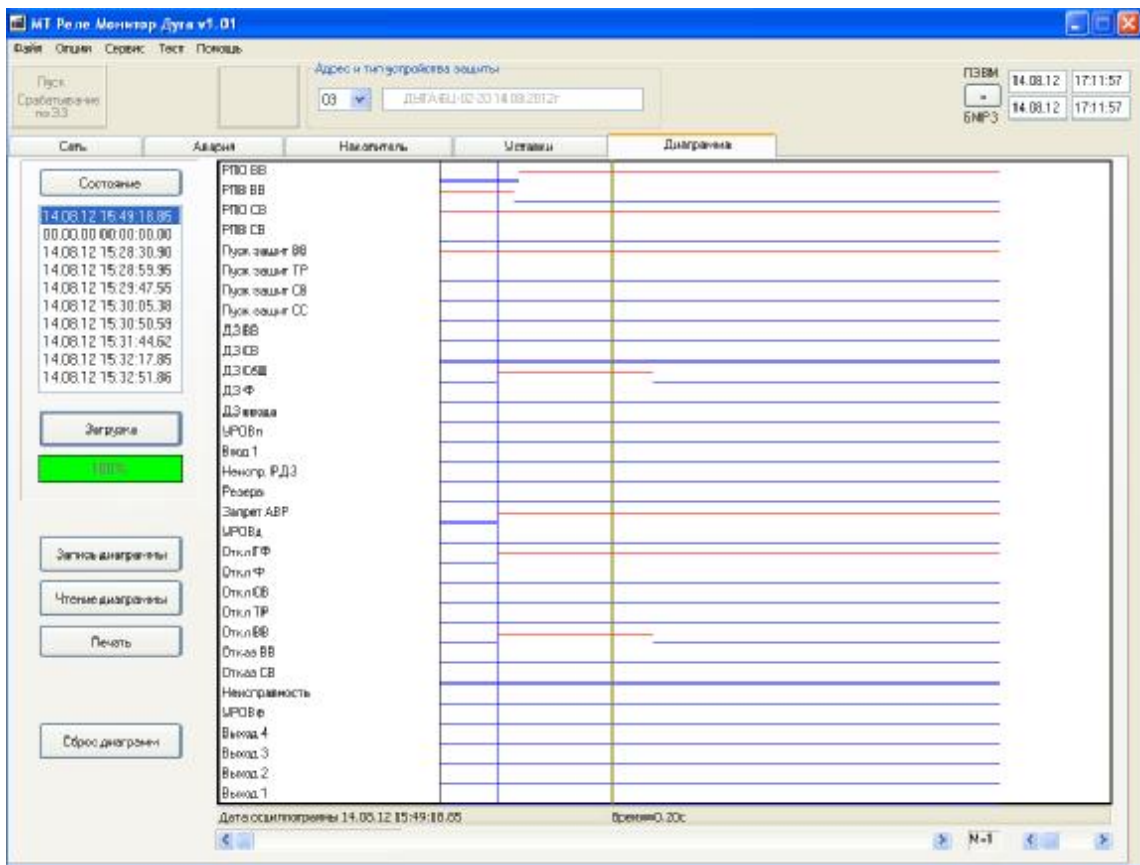 МТ Реле Монитор Дуга v1.01
Файл Опции Сервис Тест Помощь
Пуск
Срабатывание
по ЭЗ
Адрес и тип устройства защиты
03
ДУГА-БЦ-02-20 14.08.2012г
ПЭВМ
14.08.12 17:11:57
БМРЗ
14.08.12 17:11:57
Сеть Авария Накопитель Уставки Диаграмма
Состояние
14.08.12 15:49:18.85
00.00.00 00:00:00.00
14.08.12 15:28:30.90
14.08.12 15:28:59.95
14.08.12 15:29:47.55
14.08.12 15:30:05.38
14.08.12 15:30:50.59
14.08.12 15:31:44.62
14.08.12 15:32:17.85
14.08.12 15:32:51.86
Загрузка
100%
Запись диаграммы
Чтение диаграммы
Печать
Сброс диаграмм
РПО ВВ
РПВ ВВ
РПО СВ
РПВ СВ
Пуск защит ВВ
Пуск защит ТР
Пуск защит СВ
Пуск защит СС
ДЗ ВВ
ДЗ СВ
ДЗ СбШ
ДЗ Ф
ДЗ ввода
УРОВп
Ввод 1
Неиспр. РДЗ
Резерв
Запрет АВР
УРОВд
Откл ГФ
Откл Ф
Откл СВ
Откл ТР
Откл ВВ
Отказ ВВ
Отказ СВ
Неисправность
УРОВф
Выход 4
Выход 3
Выход 2
Выход 1
Дата осциллограммы 14.08.12 15:49:18.85 Время=0.20с
N=1